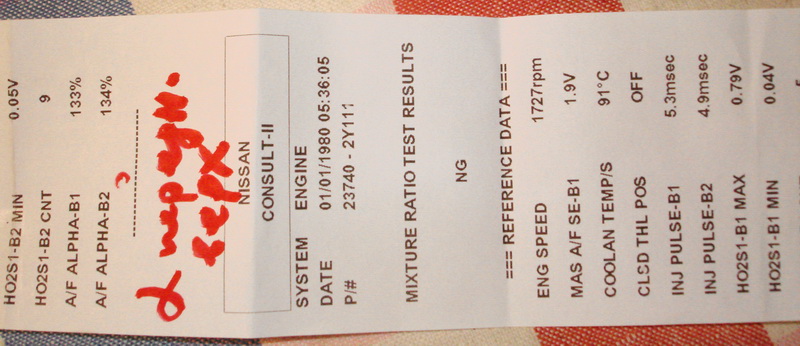 HO2S1-B2 MIN 0.05V
HO2S1-B2 CNT 9
A/F ALPHA-B1 133%
A/F ALPHA-B2 134%
--------------------
NISSAN
CONSULT-II
SYSTEM ENGINE
DATE 01/01/1980 05:36:05
P/# 23740 - 2Y111
MIXTURE RATIO TEST RESULTS
NG
=== REFERENCE DATA ===
ENG SPEED 1727rpm
MAS A/F SE-B1 1.9V
COOLAN TEMP/S 91°C
CLSD THL POS OFF
INJ PULSE-B1 5.3msec
INJ PULSE-B2 4.9msec
HO2S1-B1 MAX 0.79V
HO2S1-B1 MIN 0.04V